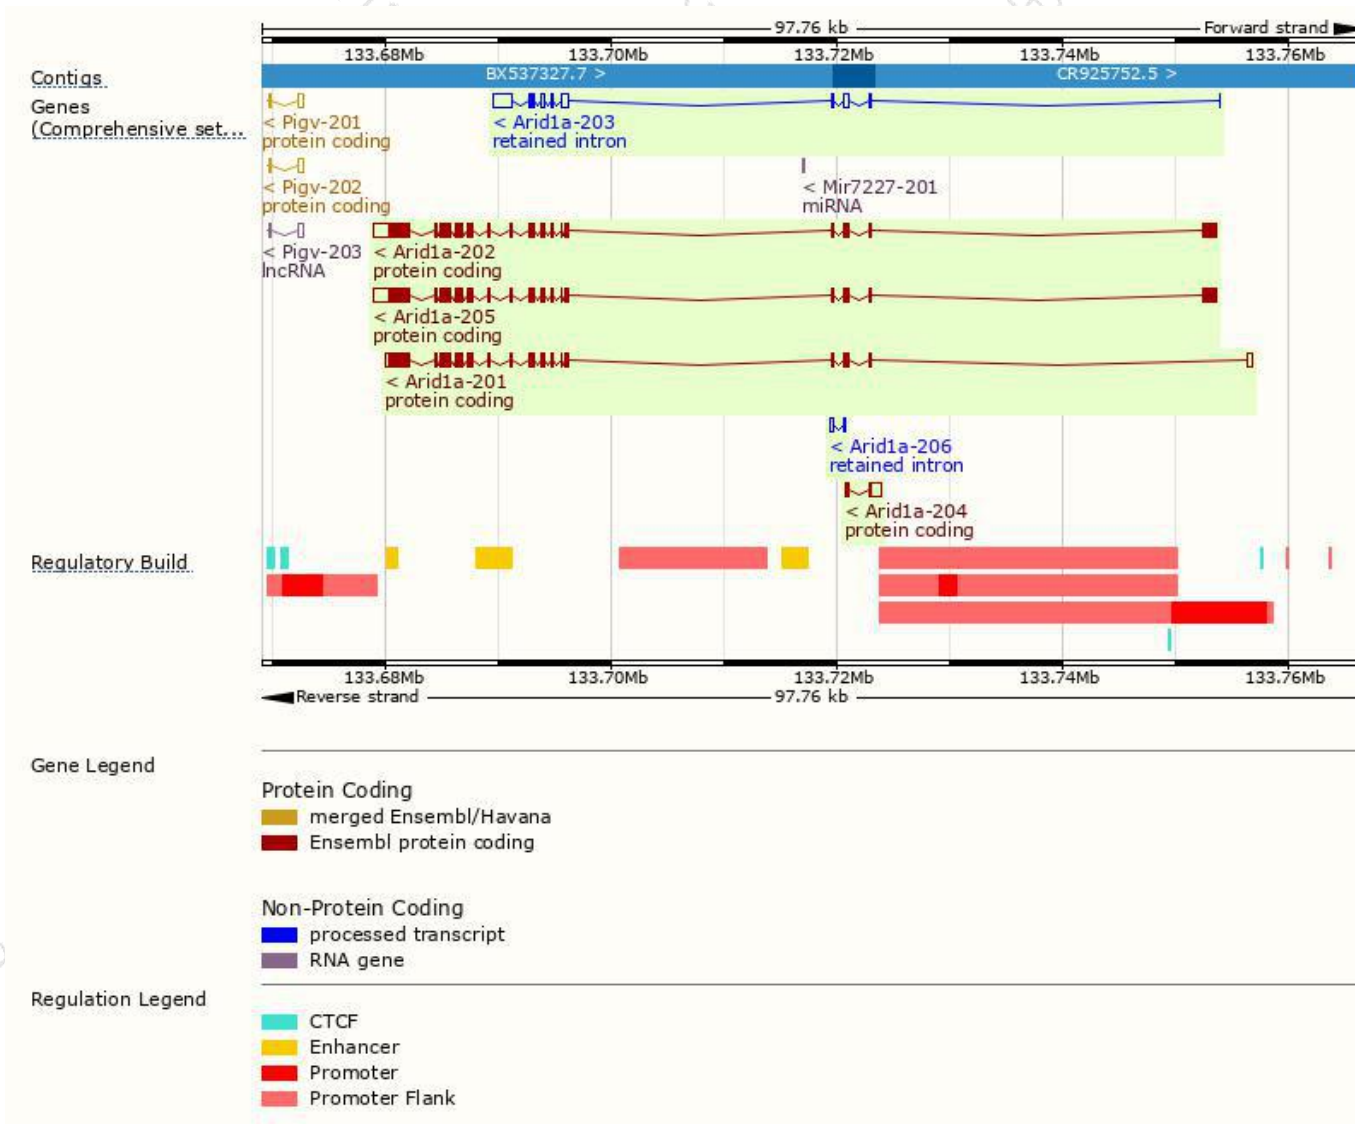 97.76 kb
Forward strand
133.68Mb 133.70Mb 133.72Mb 133.74Mb 133.76Mb
Contigs
BX537327.7 > CR925752.5 >
Genes
(Comprehensive set...
< Pigv-201
protein coding
< Arid1a-203
retained intron
< Pigv-202
protein coding
< Mir7227-201
miRNA
< Pigv-203
lncRNA
< Arid1a-202
protein coding
< Arid1a-205
protein coding
< Arid1a-201
protein coding
< Arid1a-206
retained intron
< Arid1a-204
protein coding
Regulatory Build
133.68Mb 133.70Mb 133.72Mb 133.74Mb 133.76Mb
Reverse strand
97.76 kb
Gene Legend
Protein Coding
merged Ensembl/Havana
Ensembl protein coding
Non-Protein Coding
processed transcript
RNA gene
Regulation Legend
CTCF
Enhancer
Promoter
Promoter Flank